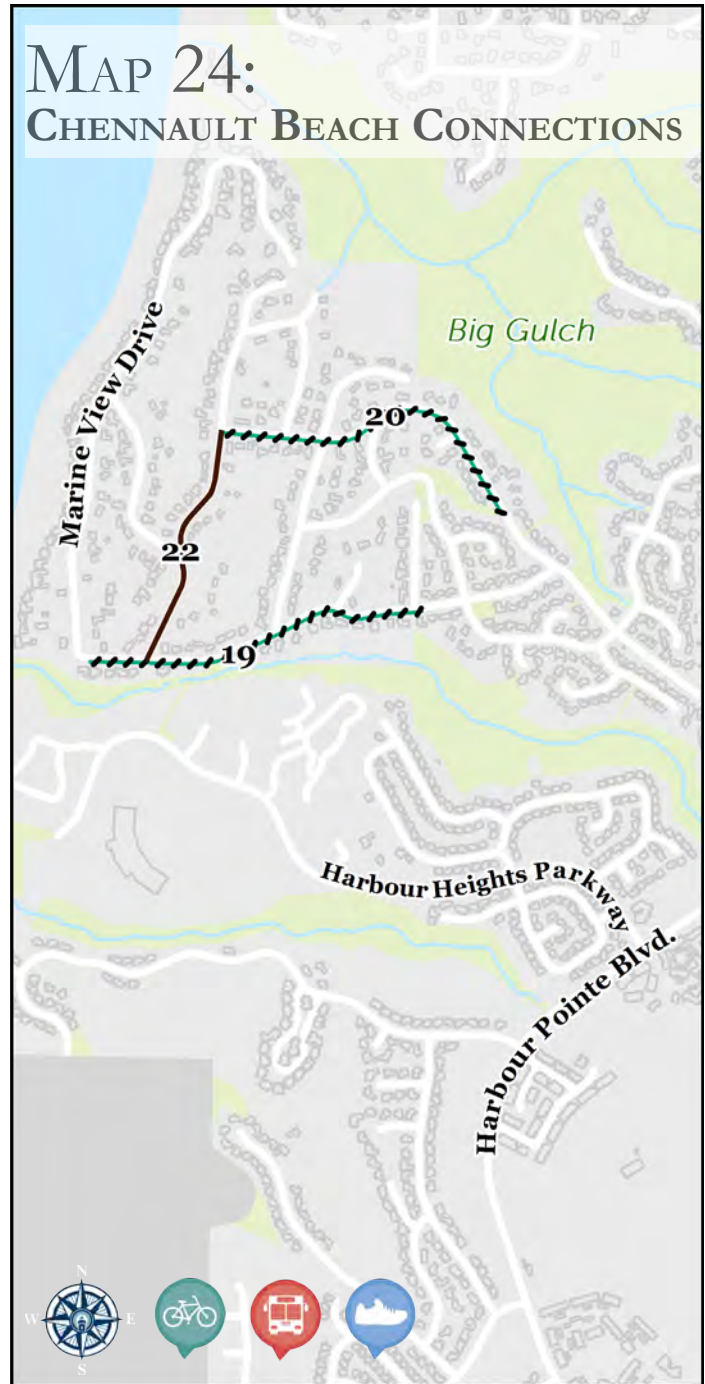 MAP 24:
CHENNAULT BEACH CONNECTIONS
Big Gulch
Marine View Drive
20
22
19
Harbour Heights Parkway
Harbour Pointe Blvd.
N
W
E
S